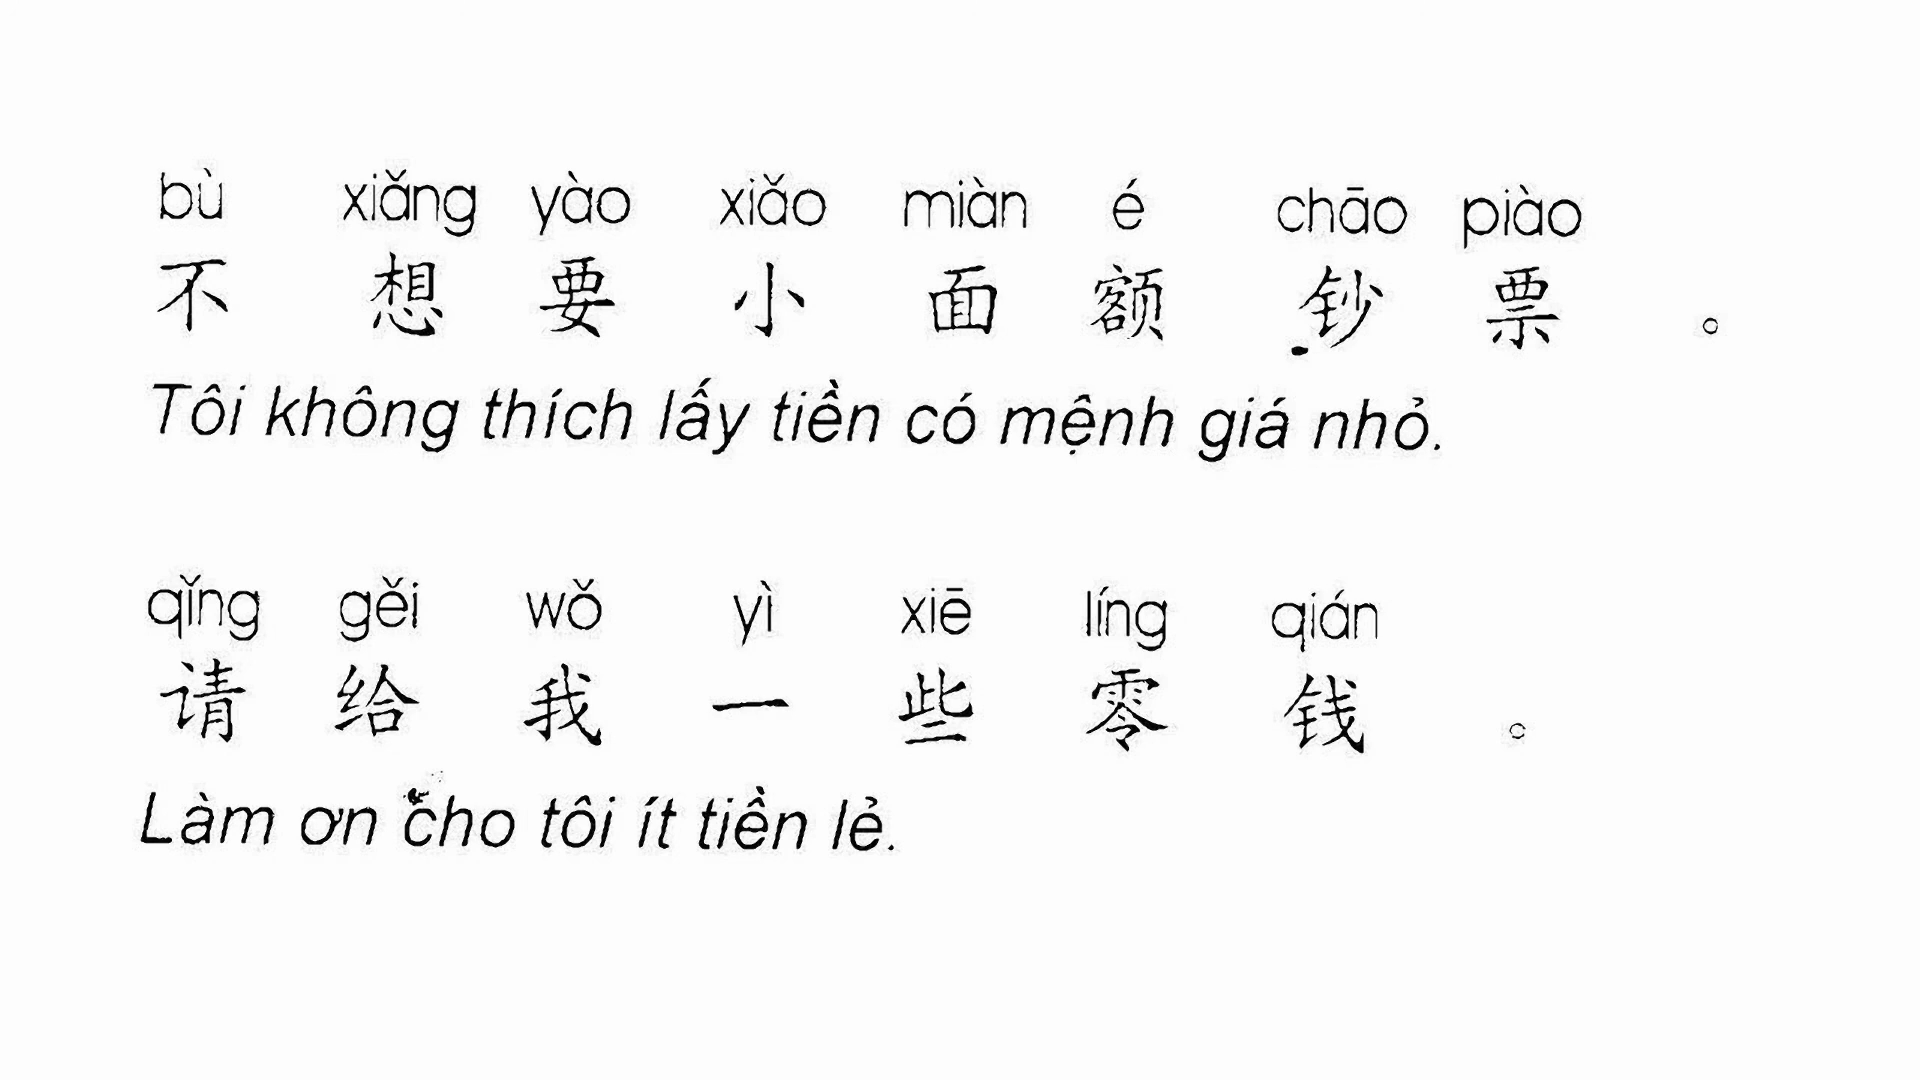 bù xiǎng yào xiǎo miàn é chāo piào
不 想 要 小 面 额 钞 票 。
Tôi không thích lấy tiền có mệnh giá nhỏ.
qǐng gěi wǒ yì xiē líng qián
请 给 我 一 些 零 钱 。
Làm ơn cho tôi ít tiền lẻ.